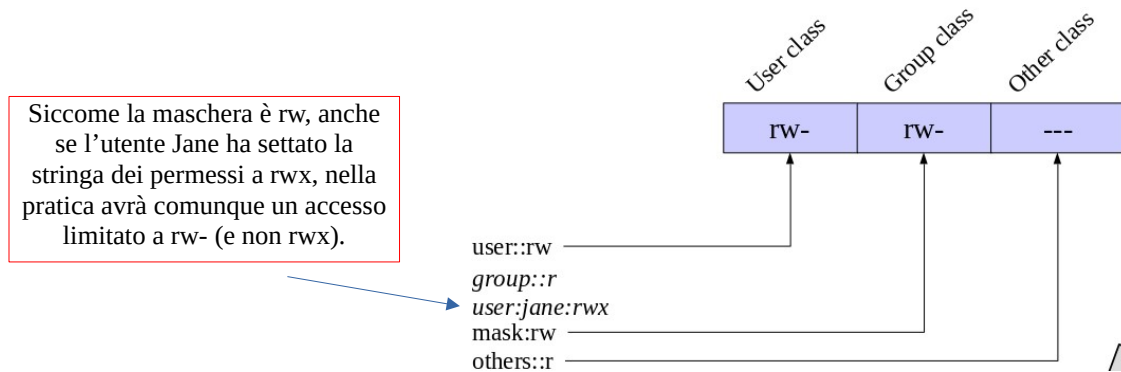 User class
Group class
Other class
rw-
rw-
---
Siccome la maschera è rw, anche
se l’utente Jane ha settato la
stringa dei permessi a rwx, nella
pratica avrà comunque un accesso
limitato a rw- (e non rwx).
user::rw
group::r
user:jane:rwx
mask:rw
others::r